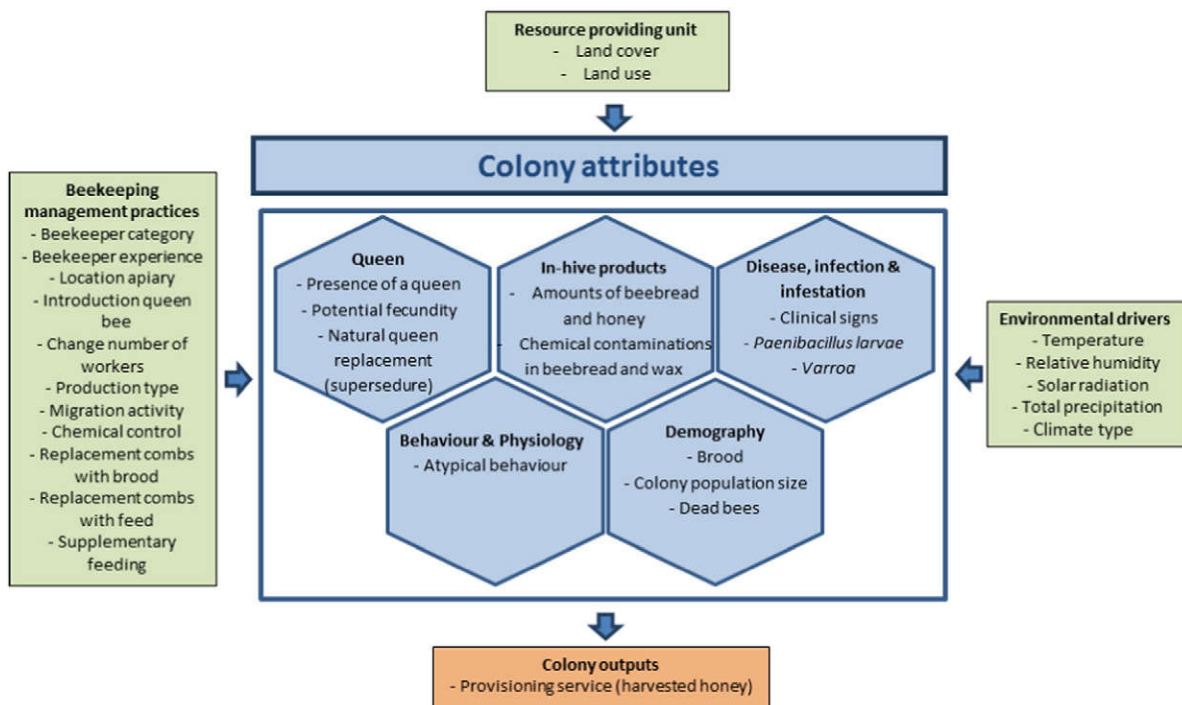 Resource providing unit
- Land cover
- Land use
Colony attributes
Beekeeping
management practices
- Beekeeper category
- Beekeeper experience
- Location apiary
- Introduction queen
bee
- Change number of
workers
- Production type
- Migration activity
- Chemical control
- Replacement combs
with brood
- Replacement combs
with feed
- Supplementary
feeding
Queen
- Presence of a queen
- Potential fecundity
- Natural queen
replacement
(supersedure)
In-hive products
- Amounts of beebread
and honey
- Chemical contaminations
in beebread and wax
Disease, infection &
infestation
- Clinical signs
- Paenibacillus larvae
- Varroa
Behaviour & Physiology
- Atypical behaviour
Demography
- Brood
- Colony population size
- Dead bees
Environmental drivers
- Temperature
- Relative humidity
- Solar radiation
- Total precipitation
- Climate type
Colony outputs
- Provisioning service (harvested honey)